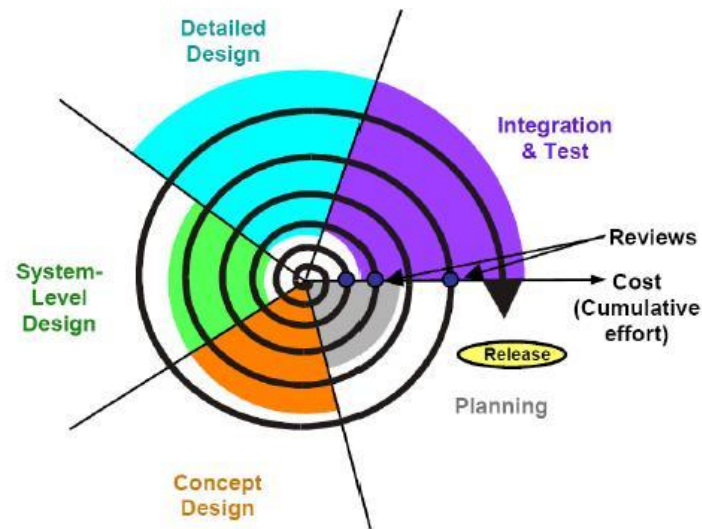 Detailed
Design
Integration
& Test
Reviews
System-
Level
Design
Cost
(Cumulative
effort)
Release
Planning
Concept
Design